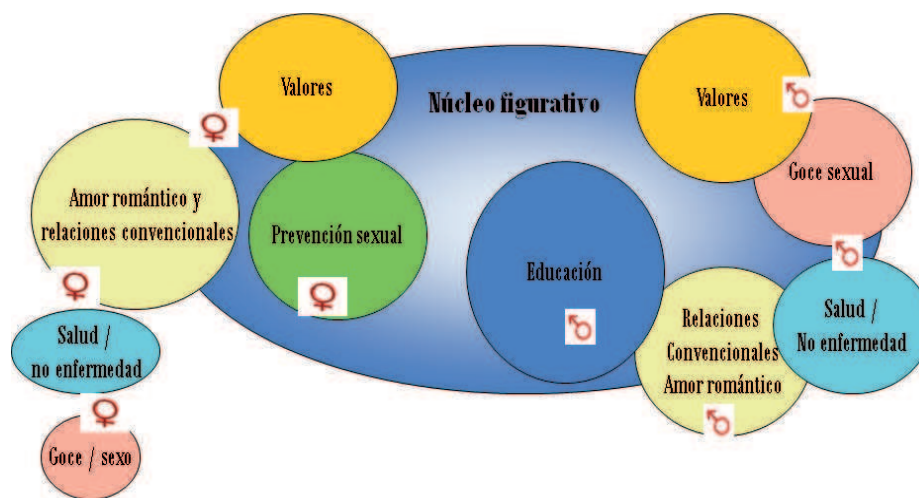 Núcleo figurativo
Valores
Amor romántico y
relaciones convencionales
Prevención sexual
Salud /
no enfermedad
Goce / sexo
Educación
Valores
Goce sexual
Salud /
No enfermedad
Relaciones
Convencionales
Amor romántico